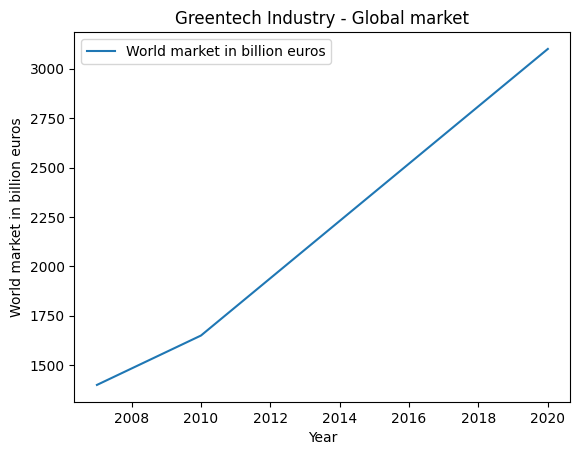 Greentech Industry - Global market
World market in billion euros
World market in billion euros
3000
2750
2500
2250
2000
1750
1500
2008 2010 2012 2014 2016 2018 2020
Year